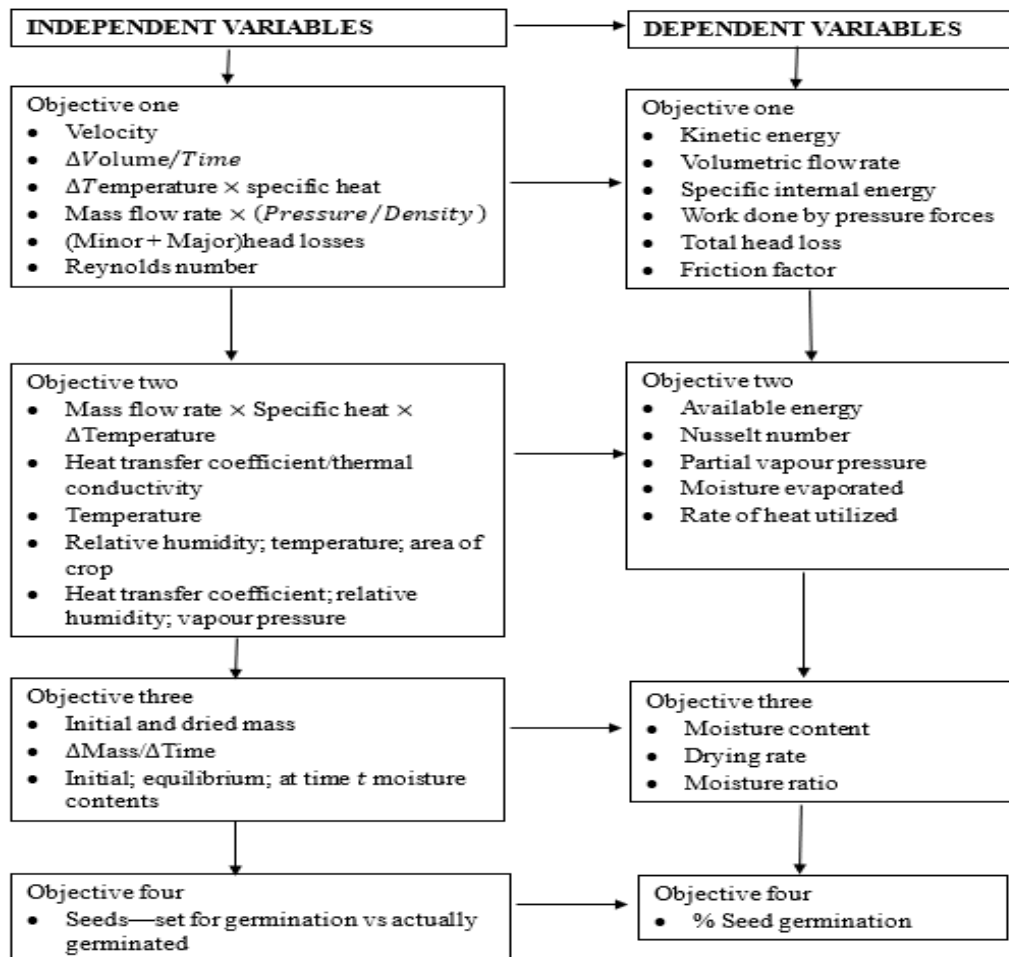 INDEPENDENT VARIABLES
DEPENDENT VARIABLES
Objective one
• Velocity
• ΔVolume/Time
• ΔTemperature × specific heat
• Mass flow rate × (Pressure/Density)
• (Minor + Major)head losses
• Reynolds number
Objective one
• Kinetic energy
• Volumetric flow rate
• Specific internal energy
• Work done by pressure forces
• Total head loss
• Friction factor
Objective two
• Mass flow rate × Specific heat ×
ΔTemperature
• Heat transfer coefficient/thermal
conductivity
• Temperature
• Relative humidity; temperature; area of
crop
• Heat transfer coefficient; relative
humidity; vapour pressure
Objective two
• Available energy
• Nusselt number
• Partial vapour pressure
• Moisture evaporated
• Rate of heat utilized
Objective three
• Initial and dried mass
• ΔMass/ΔTime
• Initial; equilibrium; at time t moisture
contents
Objective three
• Moisture content
• Drying rate
• Moisture ratio
Objective four
• Seeds—set for germination vs actually
germinated
Objective four
• % Seed germination